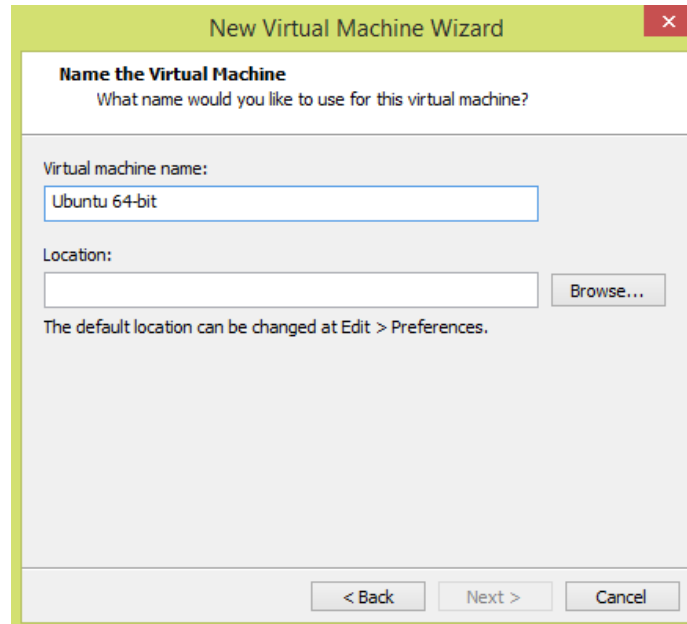 New Virtual Machine Wizard
Name the Virtual Machine
What name would you like to use for this virtual machine?
Virtual machine name:
Ubuntu 64-bit
Location:
Browse...
The default location can be changed at Edit > Preferences.
< Back Next > Cancel